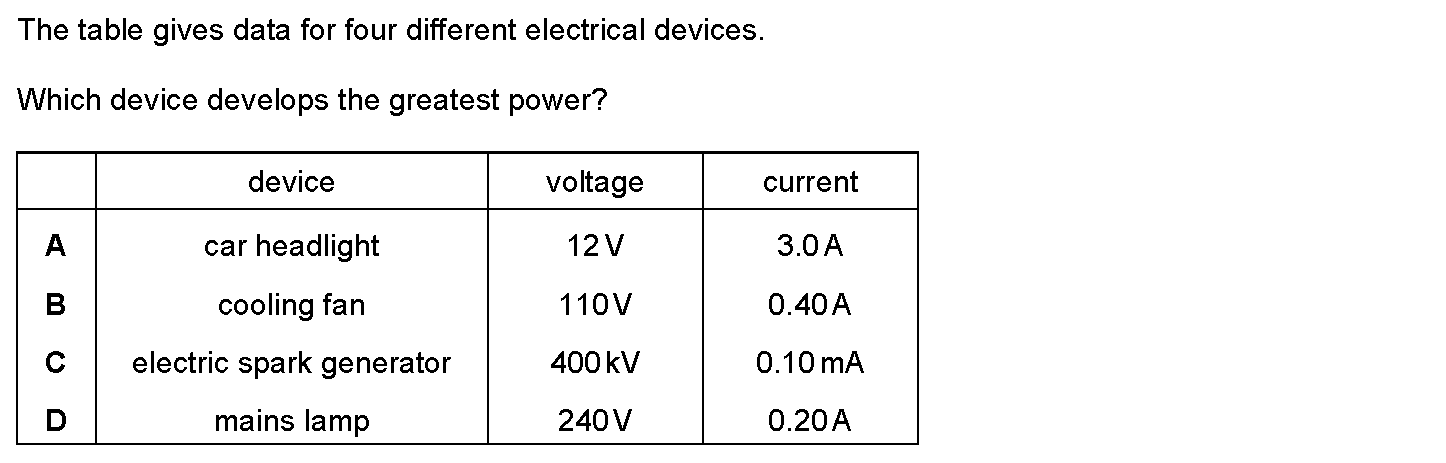 The table gives data for four different electrical devices.
Which device develops the greatest power?
device voltage current
A car headlight 12 V 3.0 A
B cooling fan 110 V 0.40 A
C electric spark generator 400 kV 0.10 mA
D mains lamp 240 V 0.20 A